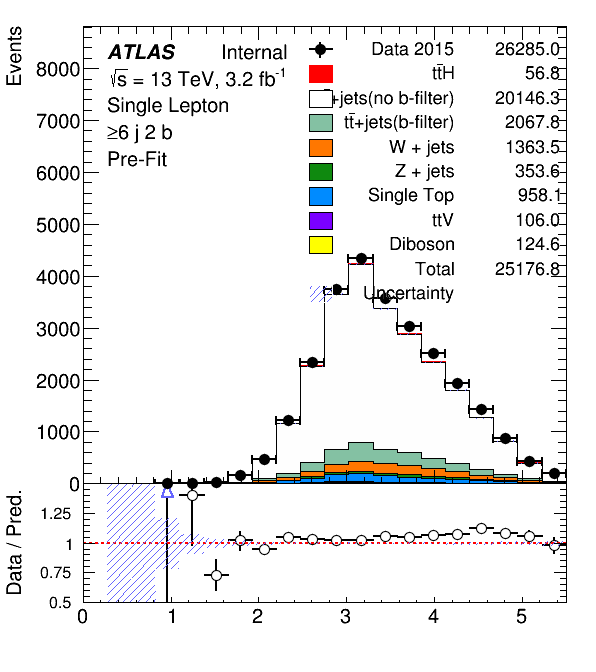 ATLAS Internal
√s = 13 TeV, 3.2 fb-1
Single Lepton
≥6 j 2 b
Pre-Fit
Data 2015 26285.0
tt̄H 56.8
+jets(no b-filter) 20146.3
tt̄+jets(b-filter) 2067.8
W + jets 1363.5
Z + jets 353.6
Single Top 958.1
ttV 106.0
Diboson 124.6
Total 25176.8
Uncertainty
Events
8000
7000
6000
5000
4000
3000
2000
1000
0
Data / Pred.
1.25
1
0.75
0.5
0 1 2 3 4 5